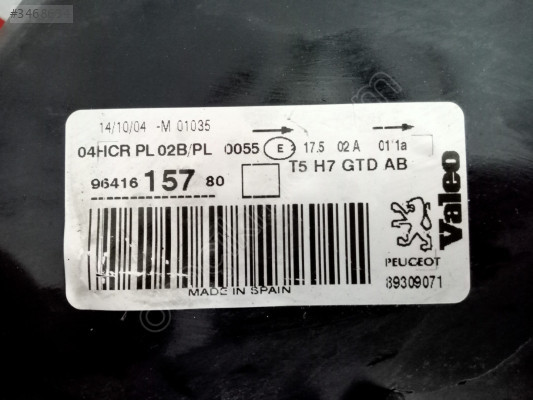 14/10/04 -M 01035
04HCR PL 02B/PL 0055 E 17.5 02 A 01 1a
T5 H7 GTD AB
96416 157 80
Valeo
PEUGEOT
89309071
MADE IN SPAIN